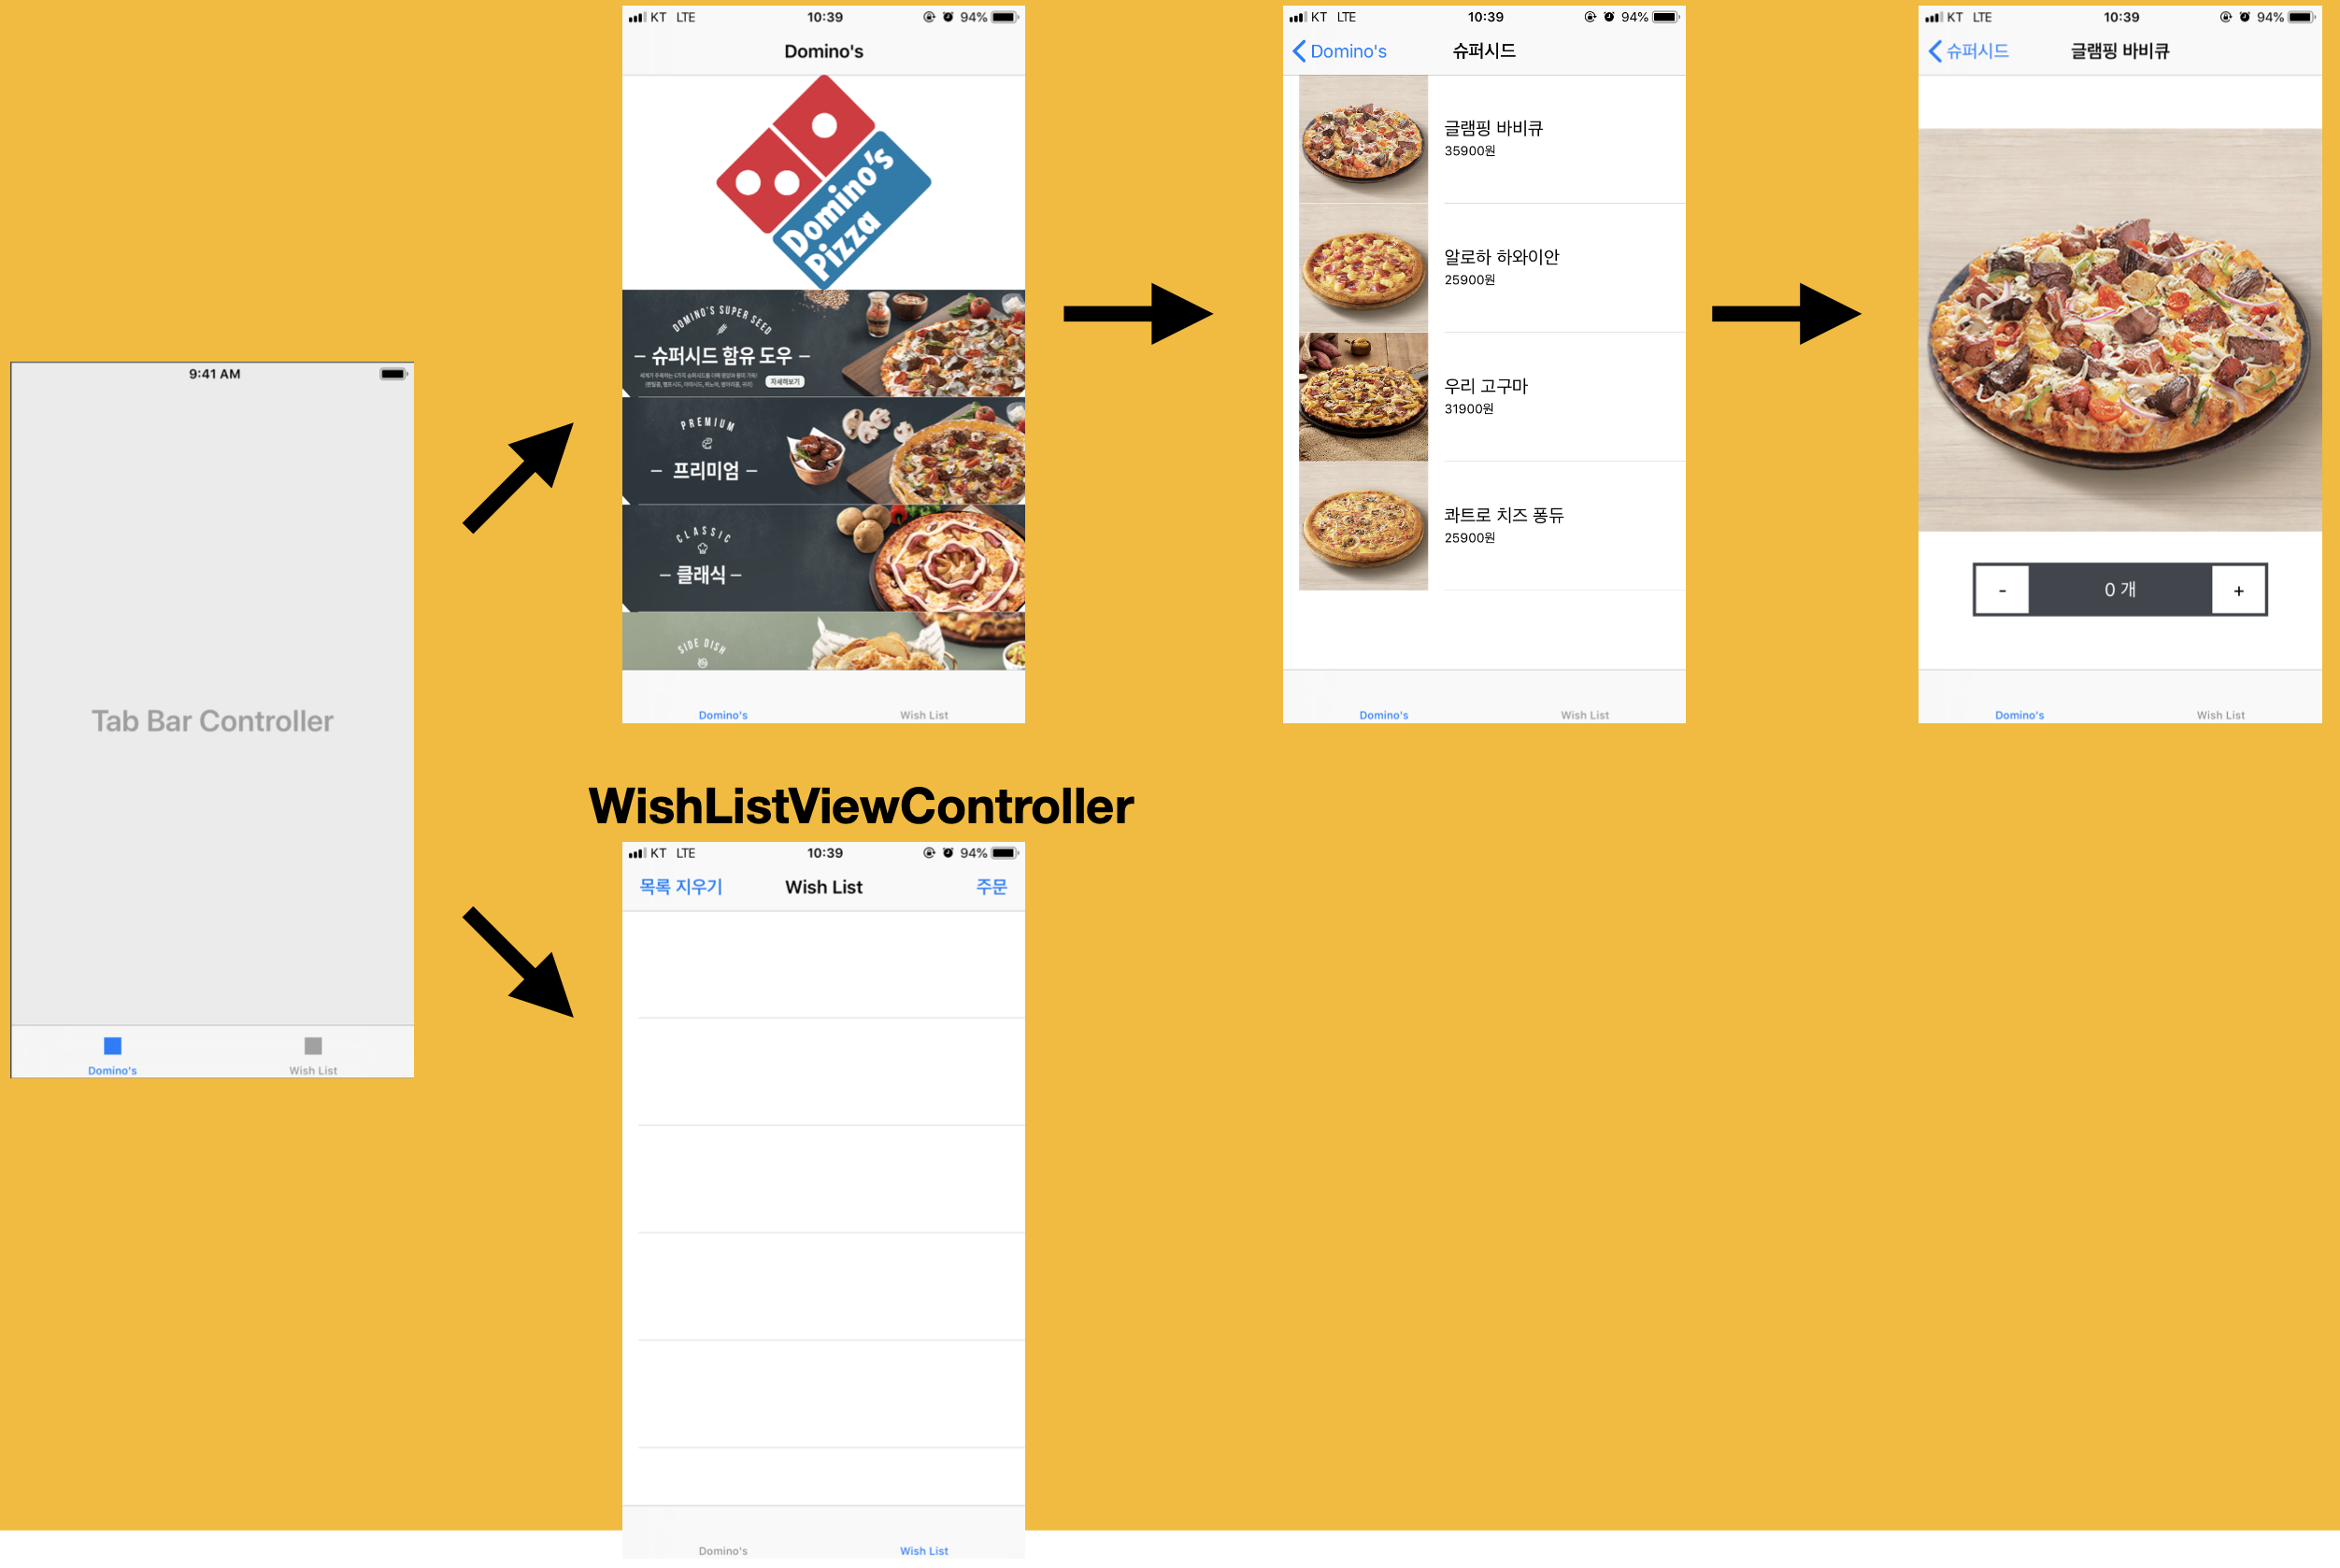 9:41 AM
Tab Bar Controller
Domino's
Wish List
KT LTE 10:39 94%
Domino's
Domino's
Pizza
DOMINO'S SUPER SEED
– 슈퍼시드 함유 도우 –
자세히보기
PREMIUM
– 프리미엄 –
CLASSIC
– 클래식 –
SIDE DISH
Domino's
Wish List
KT LTE 10:39 94%
Domino's 슈퍼시드
글램핑 바비큐
35900원
알로하 하와이안
25900원
우리 고구마
31900원
콰트로 치즈 퐁듀
25900원
Domino's
Wish List
KT LTE 10:39 94%
슈퍼시드 글램핑 바비큐
- 0 개 +
Domino's
Wish List
WishListViewController
KT LTE 10:39 94%
목록 지우기 Wish List 주문
Domino's
Wish List